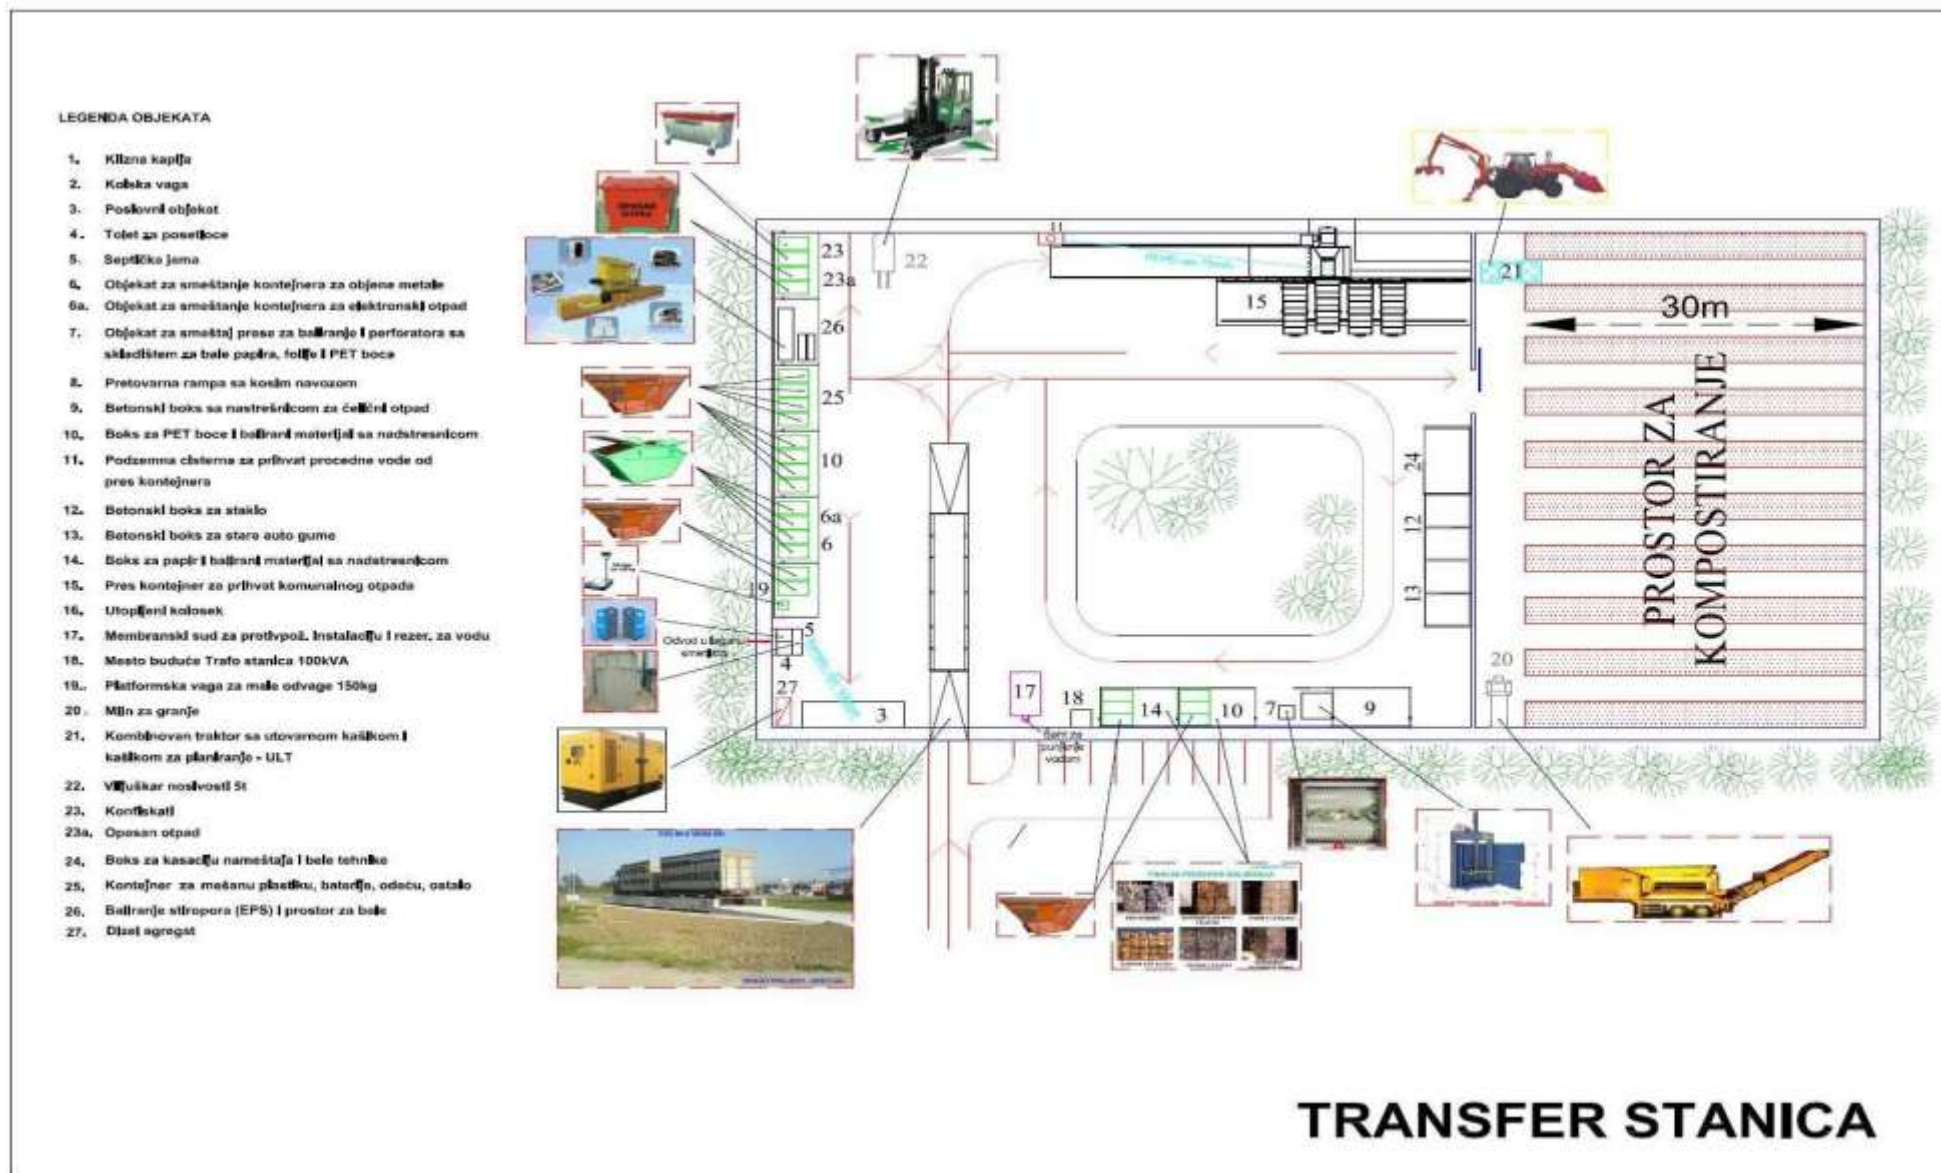 LEGENDA OBJEKATA
1. Klizna kapija
2. Kolska vaga
3. Poslovni objekat
4. Tolet za posetioce
5. Septička jama
6. Objekat za smeštanje kontejnera za objene metale
6a. Objekat za smeštanje kontejnera za elektronski otpad
7. Objekat za smeštaj prese za baliranje i perforatora sa
skladištem za bale papira, folije i PET boca
8. Pretovarna rampa sa kosim navozom
9. Betonski boks sa nastrešnicom za čelični otpad
10. Boks za PET boce i balirani materijal sa nadstresnicom
11. Podzemna cisterna za prihvat procedne vode od
pres kontejnera
12. Betonski boks za staklo
13. Betonski boks za stare auto gume
14. Boks za papir i balirani materijal sa nadstresnicom
15. Pres kontejner za prihvat komunalnog otpada
16. Utopljeni kolosek
17. Membranski sud za protivpož. instalaciju i rezer. za vodu
18. Mesto buduće Trafo stanica 100kVA
19. Platformska vaga za male odvage 150kg
20. Mlin za granje
21. Kombinovan traktor sa utovarnom kašikom i
kašikom za planiranje - ULT
22. Viljuškar nosivosti 5t
23. Konfiskati
23a. Opasan otpad
24. Boks za kasaciju nameštaja i bele tehnike
25. Kontejner za mešanu plastiku, baterije, odeću, ostalo
26. Baliranje stiropora (EPS) i prostor za bale
27. Dizel agregat
11
23
22
21
23a
15
30m
26
25
24
10
PROSTOR ZA
KOMPOSTIRANJE
12
6a
6
13
19
5
Odvod u
4
20
27
17
18
3
14
10
7
9
Šaht za
punjenje
vodom
TRANSFER STANICA